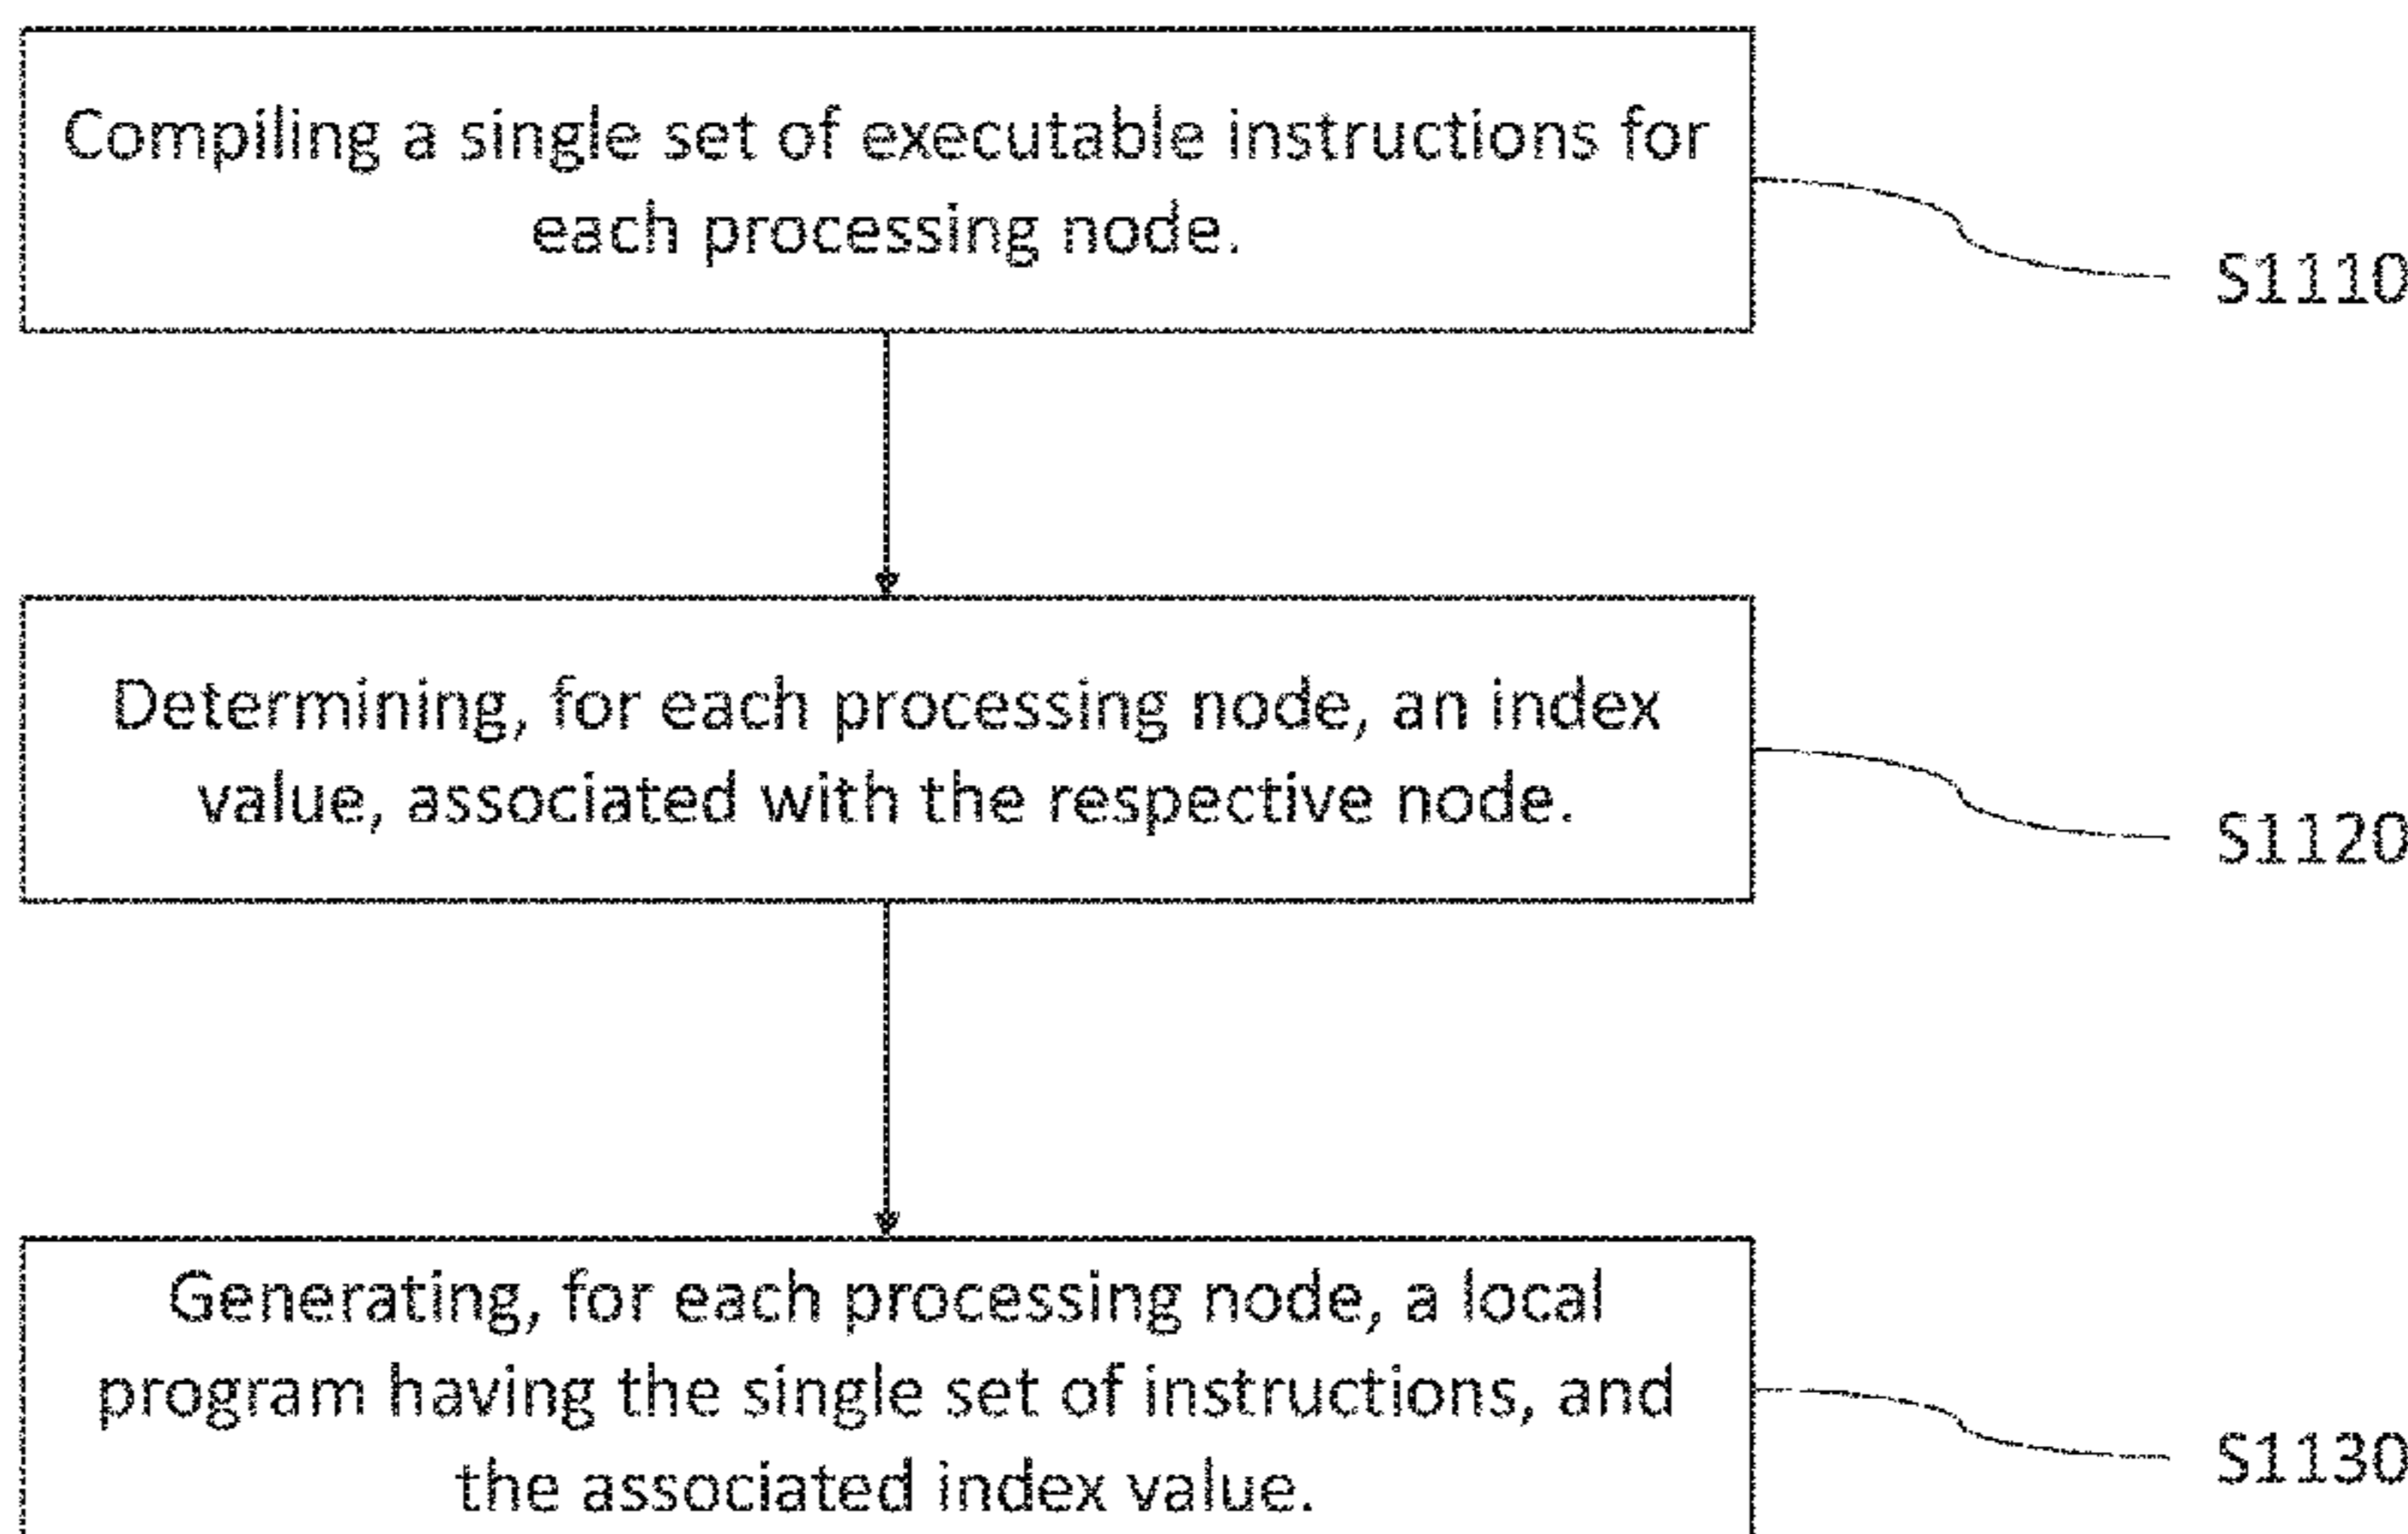 Compiling a single set of executable instructions for
each processing node.
S1110
Determining, for each processing node, an index
value, associated with the respective node.
S1120
Generating, for each processing node, a local
program having the single set of instructions, and
the associated index value.
S1130